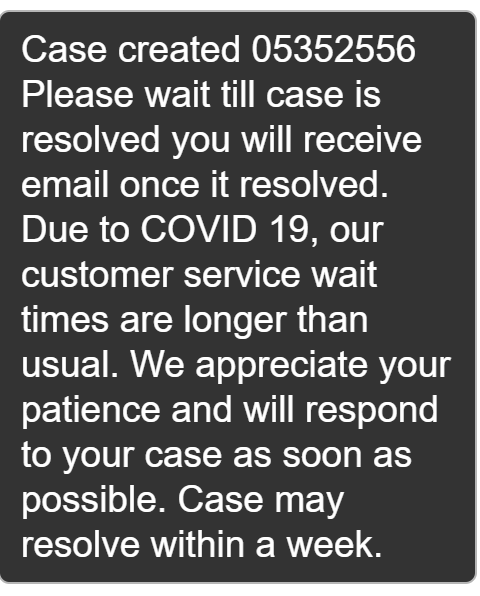 Case created 05352556
Please wait till case is
resolved you will receive
email once it resolved.
Due to COVID 19, our
customer service wait
times are longer than
usual. We appreciate your
patience and will respond
to your case as soon as
possible. Case may
resolve within a week.